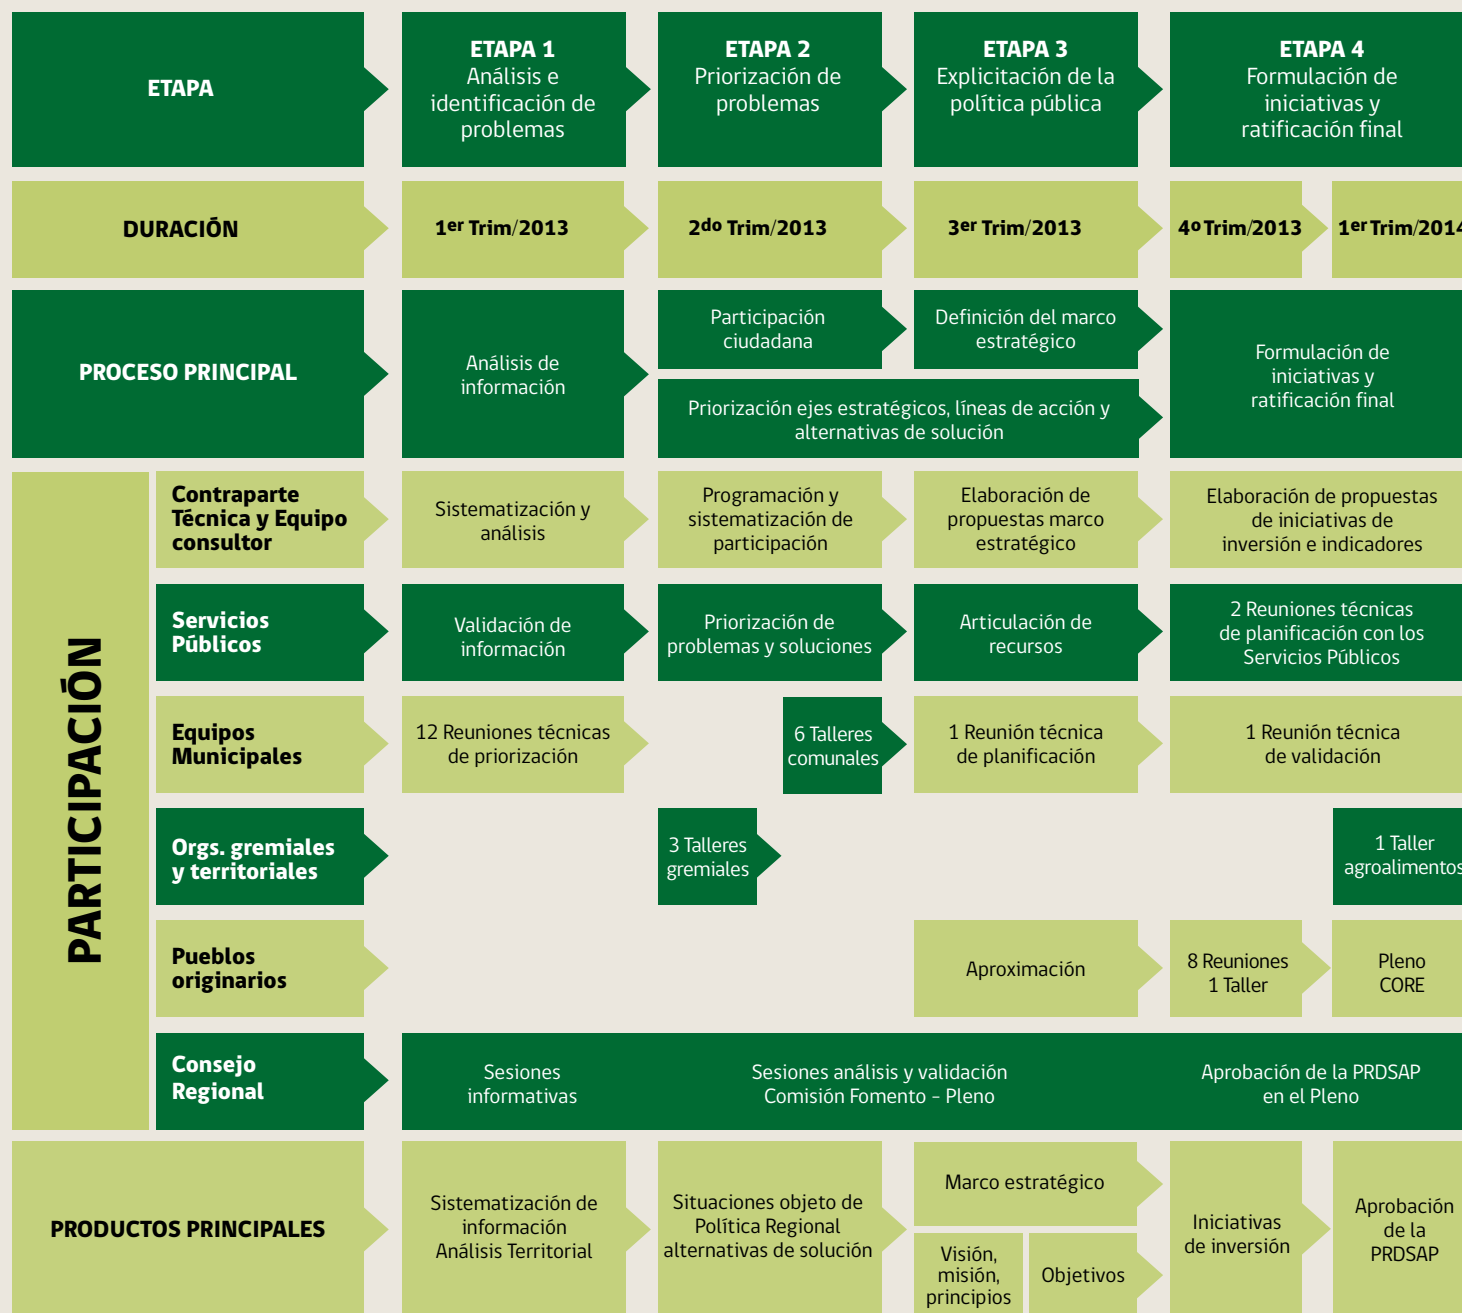 ETAPA
ETAPA 1
Análisis e
identificación de
problemas
ETAPA 2
Priorización de
problemas
ETAPA 3
Explicitación de la
política pública
ETAPA 4
Formulación de
iniciativas y
ratificación final
DURACIÓN
1er Trim/2013
2do Trim/2013
3er Trim/2013
4º Trim/2013
1er Trim/2014
PROCESO PRINCIPAL
Análisis de
información
Participación
ciudadana
Definición del marco
estratégico
Priorización ejes estratégicos, líneas de acción y
alternativas de solución
Formulación de
iniciativas y
ratificación final
PARTICIPACIÓN
Contraparte
Técnica y Equipo
consultor
Sistematización y
análisis
Programación y
sistematización de
participación
Elaboración de
propuestas marco
estratégico
Elaboración de propuestas
de iniciativas de
inversión e indicadores
Servicios
Públicos
Validación de
información
Priorización de
problemas y soluciones
Articulación de
recursos
2 Reuniones técnicas
de planificación con los
Servicios Públicos
Equipos
Municipales
12 Reuniones técnicas
de priorización
6 Talleres
comunales
1 Reunión técnica
de planificación
1 Reunión técnica
de validación
Orgs. gremiales
y territoriales
3 Talleres
gremiales
1 Taller
agroalimentos
Pueblos
originarios
Aproximación
8 Reuniones
1 Taller
Pleno
CORE
Consejo
Regional
Sesiones
informativas
Sesiones análisis y validación
Comisión Fomento - Pleno
Aprobación de la PRDSAP
en el Pleno
PRODUCTOS PRINCIPALES
Sistematización de
información
Análisis Territorial
Situaciones objeto de
Política Regional
alternativas de solución
Marco estratégico
Visión,
misión,
principios
Objetivos
Iniciativas
de inversión
Aprobación
de la
PRDSAP